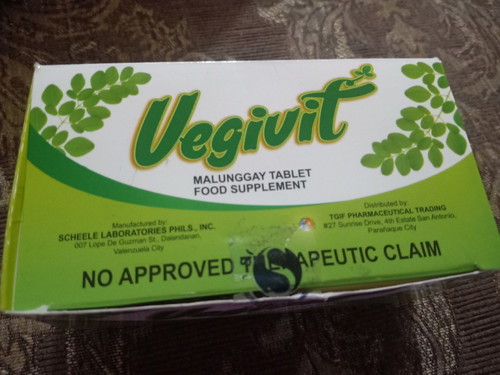 Vegivit
MALUNGGAY TABLET
FOOD SUPPLEMENT
Manufactured by:
SCHEELE LABORATORIES PHILS., INC.
007 Lope De Guzman St., Dalandanan,
Valenzuela City
Distributed by:
TGIF PHARMACEUTICAL TRADING
#27 Sunrise Drive, 4th Estate San Antonio,
Parañaque City
NO APPROVED THERAPEUTIC CLAIM